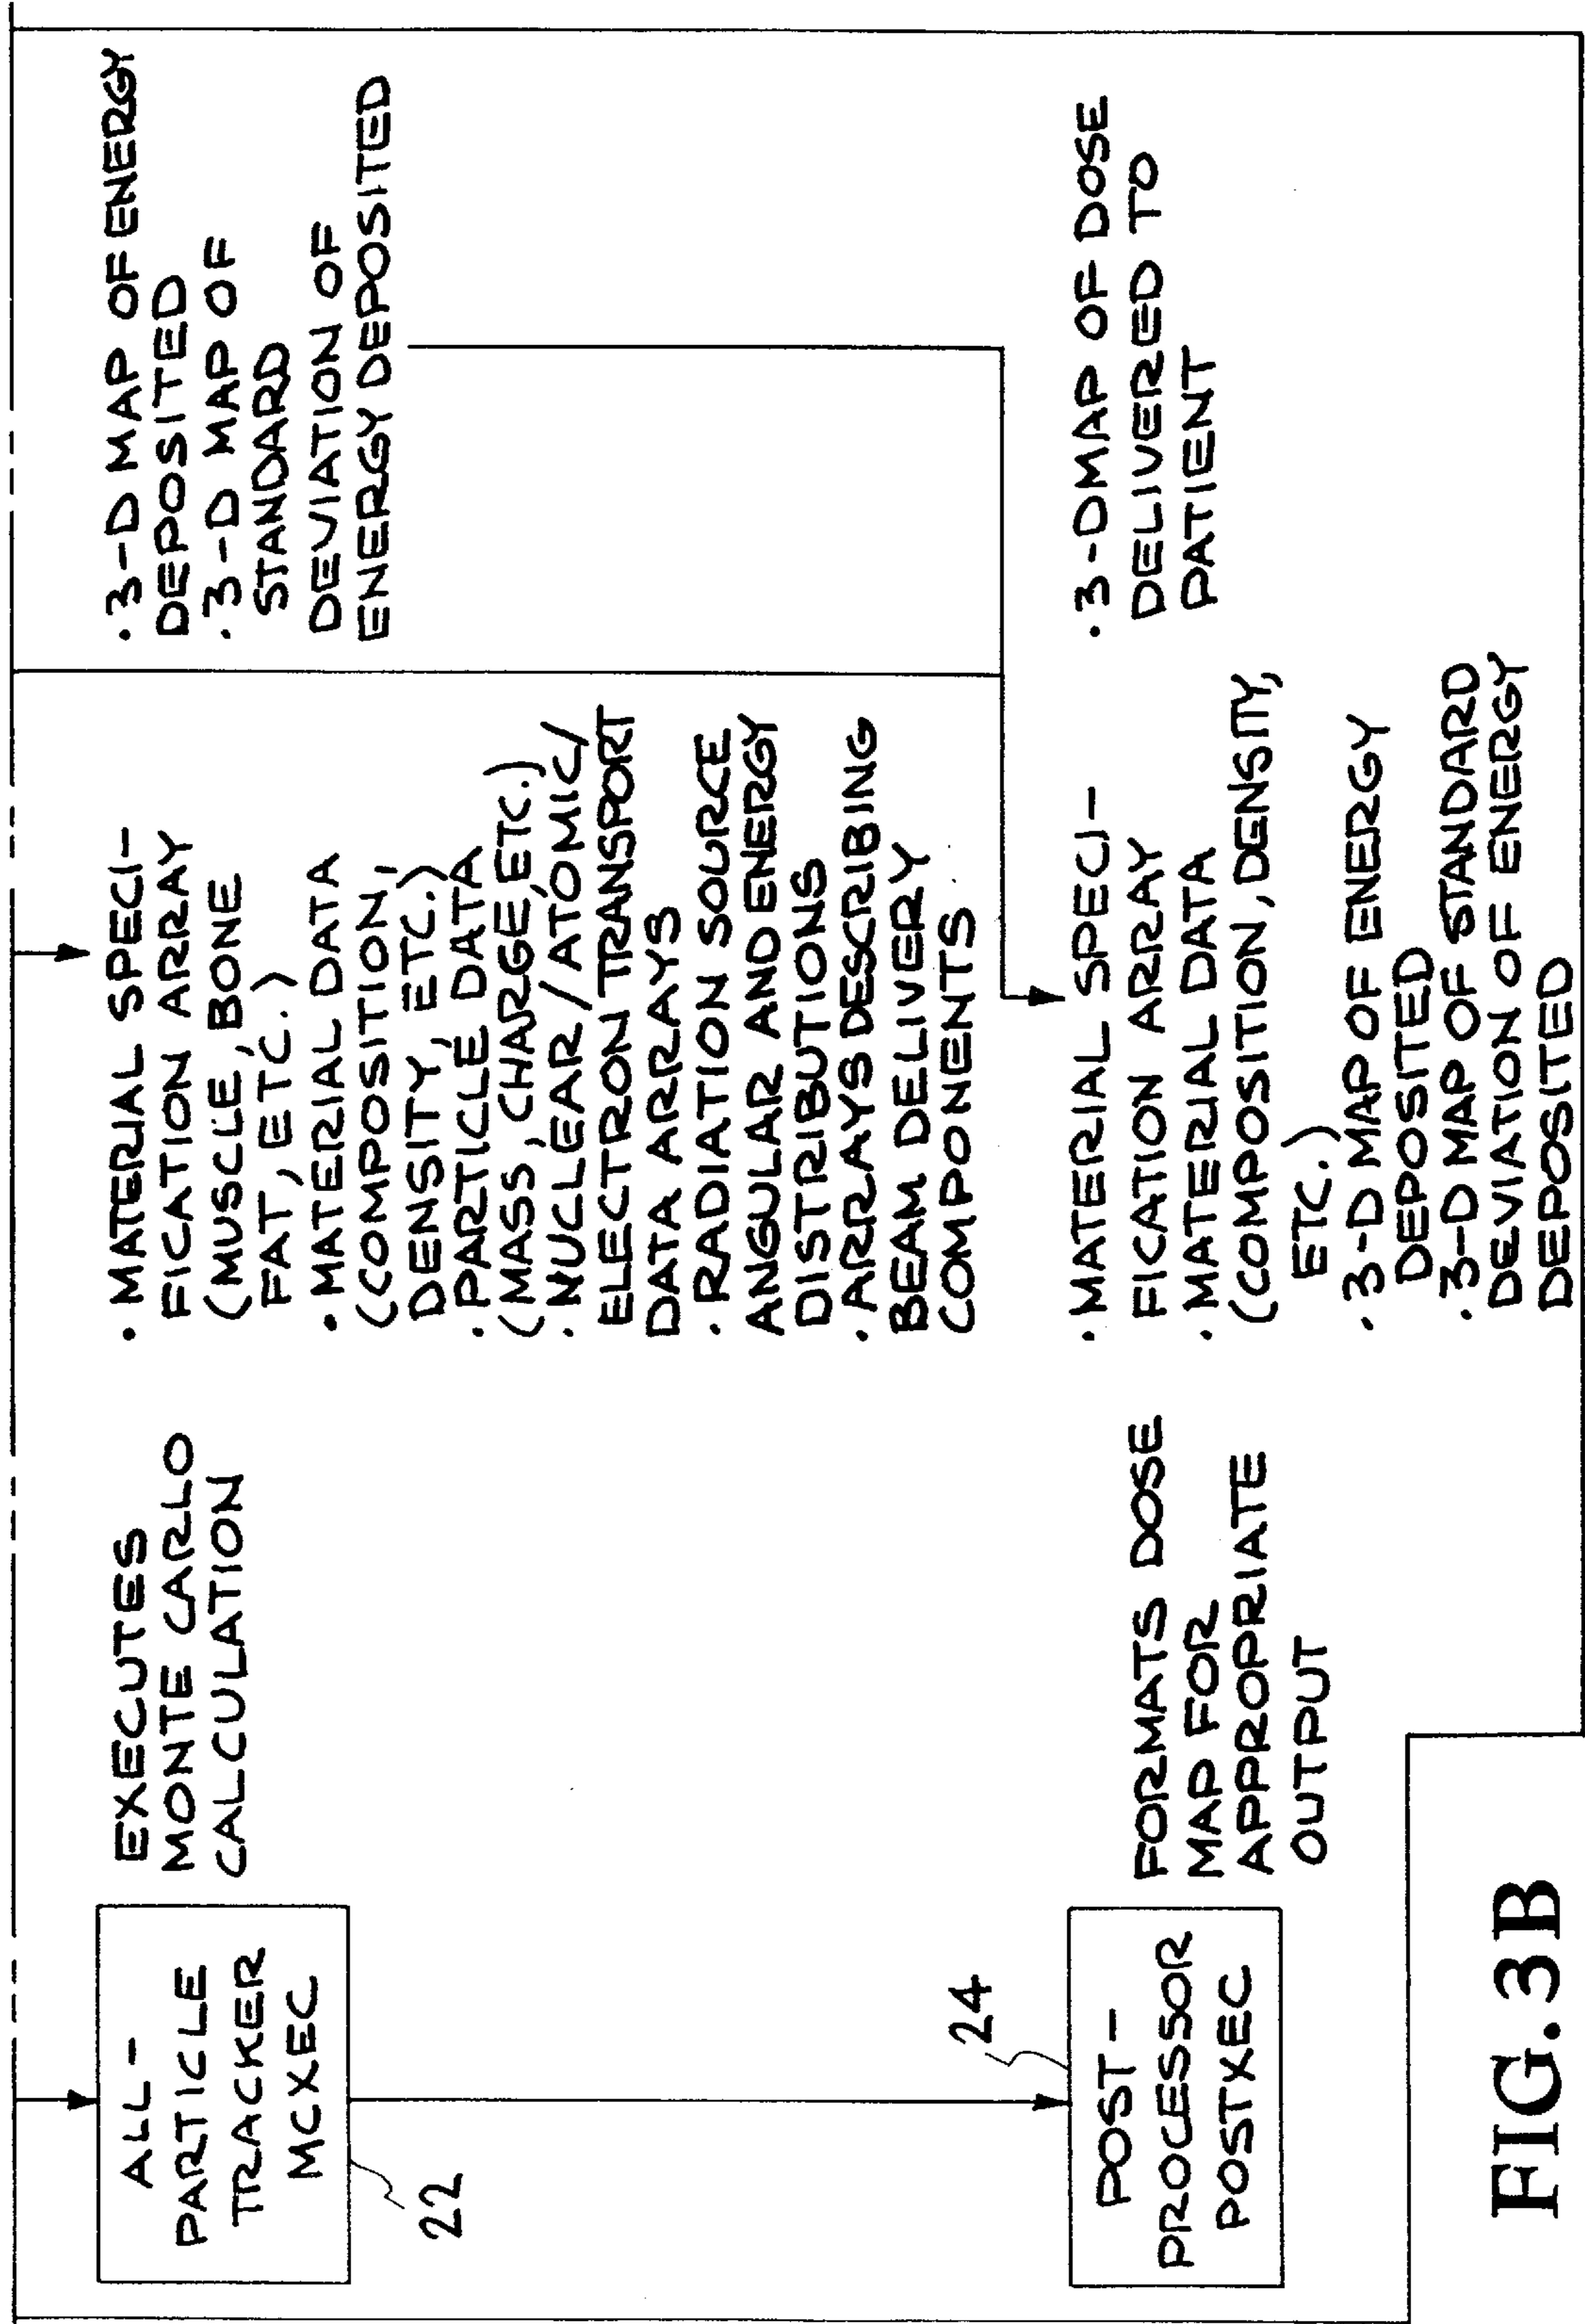 ALL-
PARTICLE
TRACKER
MCXEC
22
EXECUTES
MONTE CARLO
CALCULATION
. MATERIAL SPECI-
FICATION ARRAY
(MUSCLE, BONE
FAT, ETC.)
. MATERIAL DATA
(COMPOSITION,
DENSITY, ETC.)
. PARTICLE DATA
(MASS, CHARGE, ETC.)
. NUCLEAR/ATOMIC/
ELECTRON TRANSPORT
DATA ARRAYS
. RADIATION SOURCE
ANGULAR AND ENERGY
DISTRIBUTIONS
. ARRAYS DESCRIBING
BEAM DELIVERY
COMPONENTS
. 3-D MAP OF ENERGY
DEPOSITED
. 3-D MAP OF
STANDARD
DEVIATION OF
ENERGY DEPOSITED
24
POST-
PROCESSOR
POSTXEC
FORMATS DOSE
MAP FOR
APPROPRIATE
OUTPUT
. MATERIAL SPECI-
FICATION ARRAY
. MATERIAL DATA
(COMPOSITION, DENSITY,
ETC.)
. 3-D MAP OF ENERGY
DEPOSITED
. 3-D MAP OF STANDARD
DEVIATION OF ENERGY
DEPOSITED
. 3-D MAP OF DOSE
DELIVERED TO
PATIENT
FIG. 3B